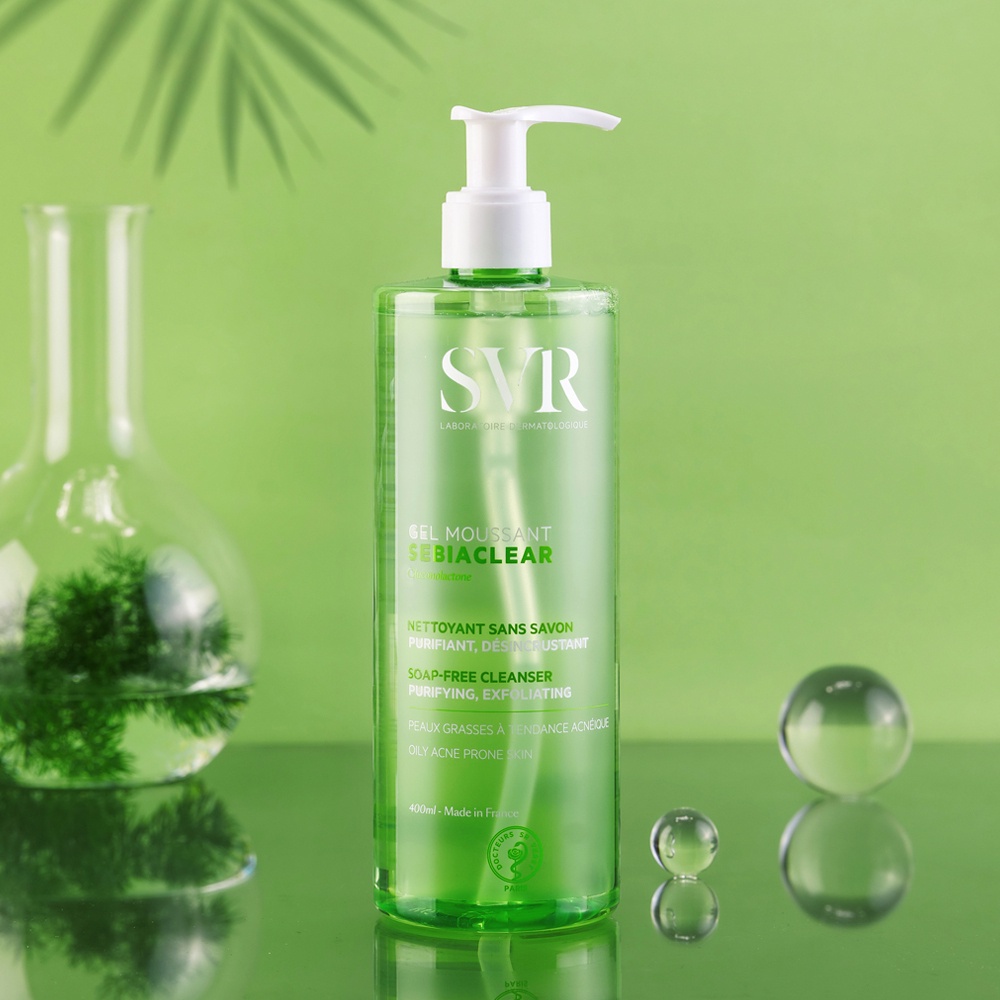 SVR
LABORATOIRE DERMATOLOGIQUE
GEL MOUSSANT
SEBIACLEAR
NETTOYANT SANS SAVON
PURIFIANT, DÉSINCRUSTANT
SOAP-FREE CLEANSER
PURIFYING, EXFOLIATING
PEAUX GRASSES À TENDANCE ACNÉIQUE
OILY ACNE PRONE SKIN
400ml - Made in France
DOCTEURS